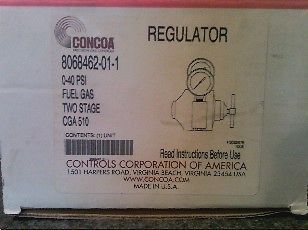 CONCOA
REGULATOR
8068462-01-1
0-40 PSI
FUEL GAS
TWO STAGE
CGA 510
CONTENTS: (1) UNIT
Read Instructions Before Use
CONTROLS CORPORATION OF AMERICA
1501 HARPERS ROAD, VIRGINIA BEACH, VIRGINIA 23454 USA
WWW.CONCOA.COM
MADE IN U.S.A.